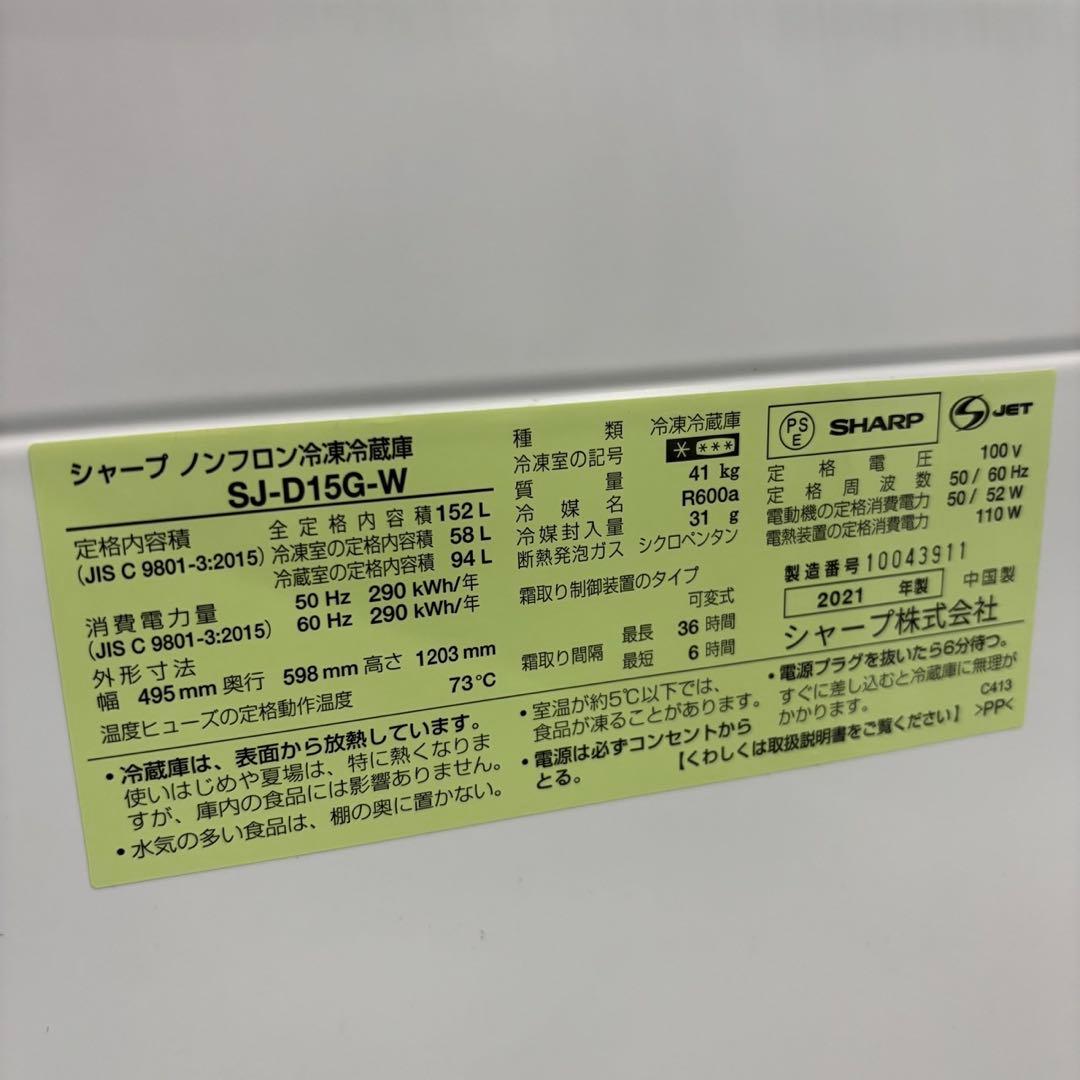 シャープ ノンフロン冷凍冷蔵庫
SJ-D15G-W
定格内容積
(JIS C 9801-3:2015)
全定格内容積 152 L
冷凍室の定格内容積 58 L
冷蔵室の定格内容積 94 L
消費電力量
(JIS C 9801-3:2015)
50 Hz 290 kWh/年
60 Hz 290 kWh/年
外形寸法
幅 495 mm 奥行 598 mm 高さ 1203 mm
温度ヒューズの定格動作温度 73℃
種類 冷凍冷蔵庫
冷凍室の記号 * ***
質量 41 kg
冷媒名 R600a
冷媒封入量 31 g
断熱発泡ガス シクロペンタン
霜取り制御装置のタイプ
可変式
霜取り間隔 最長 36 時間
最短 6 時間
PS
E
SHARP
S JET
定格電圧 100 V
定格周波数 50 / 60 Hz
電動機の定格消費電力 50 / 52 W
電熱装置の定格消費電力 110 W
製造番号 10043911
2021 年製 中国製
シャープ株式会社
・冷蔵庫は、表面から放熱しています。
使いはじめや夏場は、特に熱くなりま
すが、庫内の食品には影響ありません。
・水気の多い食品は、棚の奥に置かない。
・室温が約5℃以下では、
食品が凍ることがあります。
・電源は必ずコンセントから
とる。
・電源プラグを抜いたら6分待つ。
すぐに差し込むと冷蔵庫に無理が
かかります。 C413
【くわしくは取扱説明書をご覧ください】 >PP<